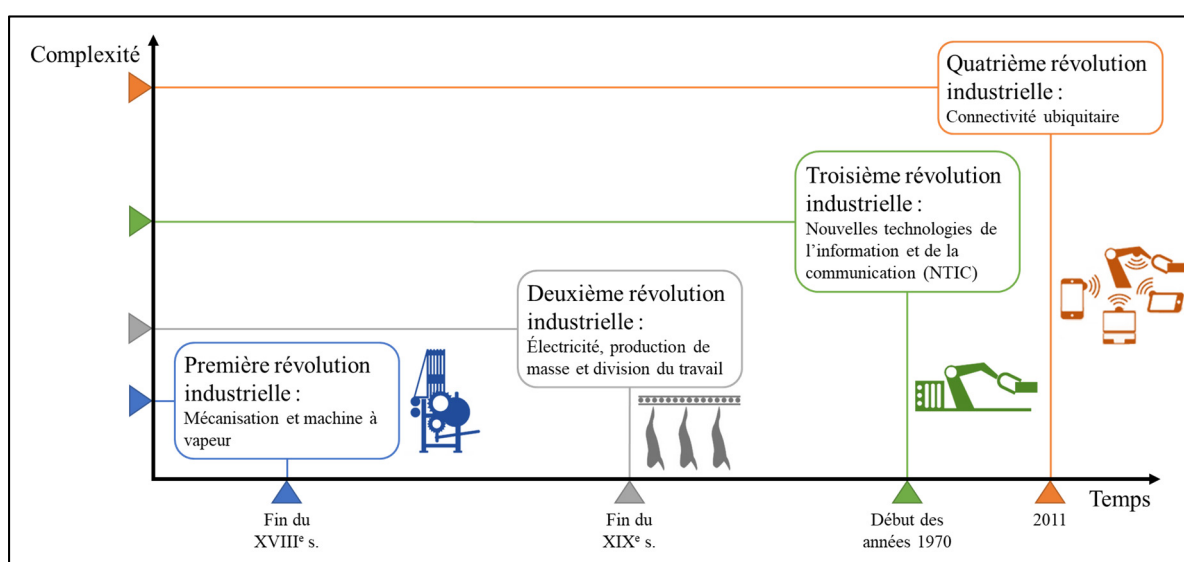 Complexité
Quatrième révolution
industrielle :
Connectivité ubiquitaire
Troisième révolution
industrielle :
Nouvelles technologies de
l’information et de la
communication (NTIC)
Deuxième révolution
industrielle :
Électricité, production de
masse et division du travail
Première révolution
industrielle :
Mécanisation et machine à
vapeur
Temps
Fin du
XVIIIᵉ s.
Fin du
XIXᵉ s.
Début des
années 1970
2011